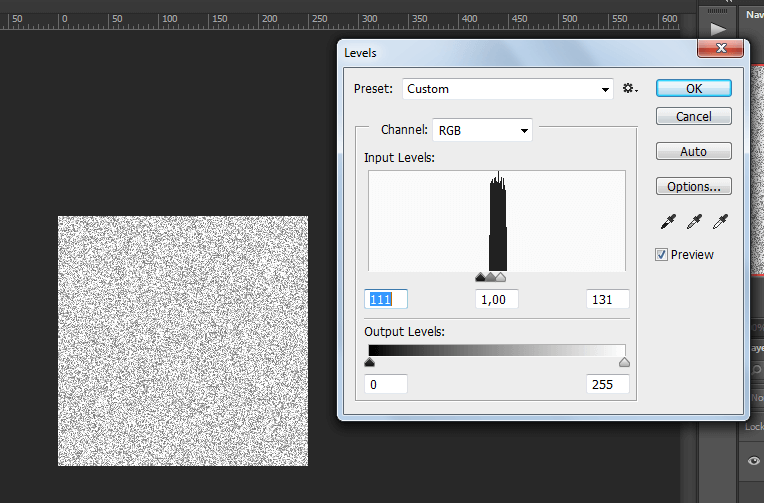 50 0 50 100 150 200 250 300 350 400 450 500 550 600
Nav
Levels
Preset: Custom
OK
Cancel
Auto
Options...
Preview
Channel: RGB
Input Levels:
111 1,00 131
Output Levels:
0 255
Lock